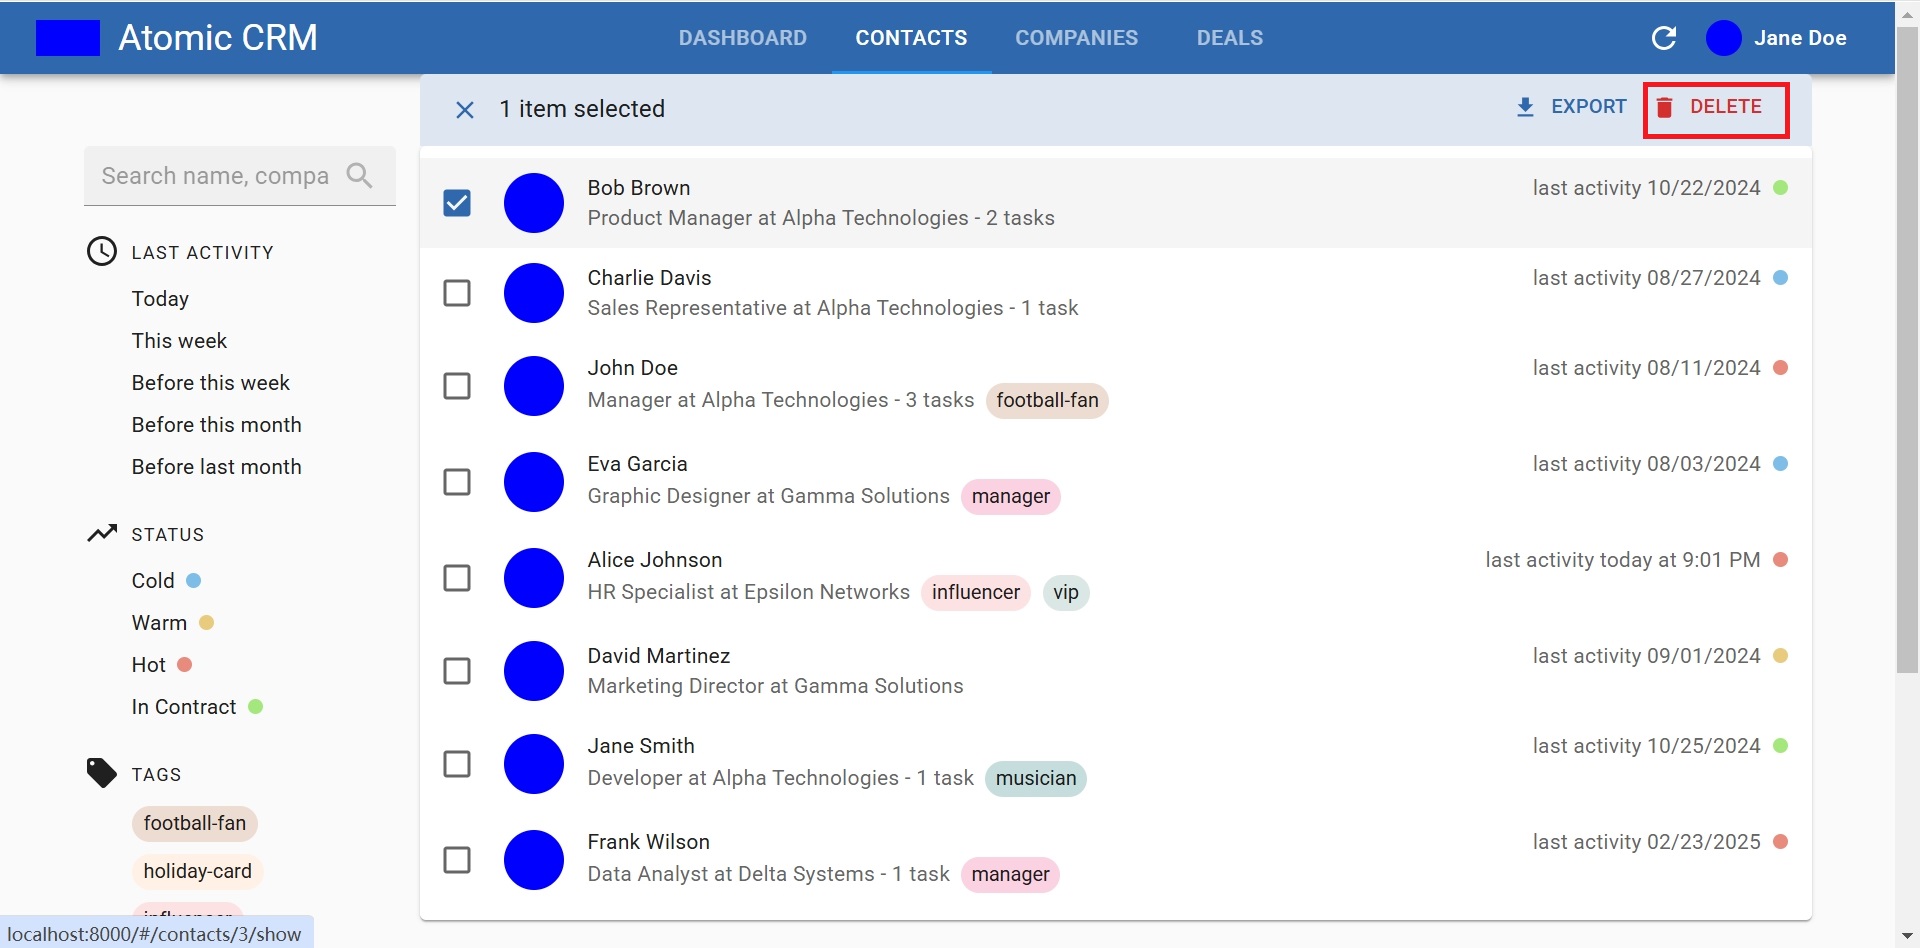 Atomic CRM
DASHBOARD
CONTACTS
COMPANIES
DEALS
Jane Doe
1 item selected
EXPORT
DELETE
Search name, compa
LAST ACTIVITY
Today
This week
Before this week
Before this month
Before last month
STATUS
Cold
Warm
Hot
In Contract
TAGS
football-fan
holiday-card
influencer
Bob Brown
last activity 10/22/2024
Product Manager at Alpha Technologies - 2 tasks
Charlie Davis
last activity 08/27/2024
Sales Representative at Alpha Technologies - 1 task
John Doe
last activity 08/11/2024
Manager at Alpha Technologies - 3 tasks football-fan
Eva Garcia
last activity 08/03/2024
Graphic Designer at Gamma Solutions manager
Alice Johnson
last activity today at 9:01 PM
HR Specialist at Epsilon Networks influencer vip
David Martinez
last activity 09/01/2024
Marketing Director at Gamma Solutions
Jane Smith
last activity 10/25/2024
Developer at Alpha Technologies - 1 task musician
Frank Wilson
last activity 02/23/2025
Data Analyst at Delta Systems - 1 task manager
localhost:8000/#/contacts/3/show